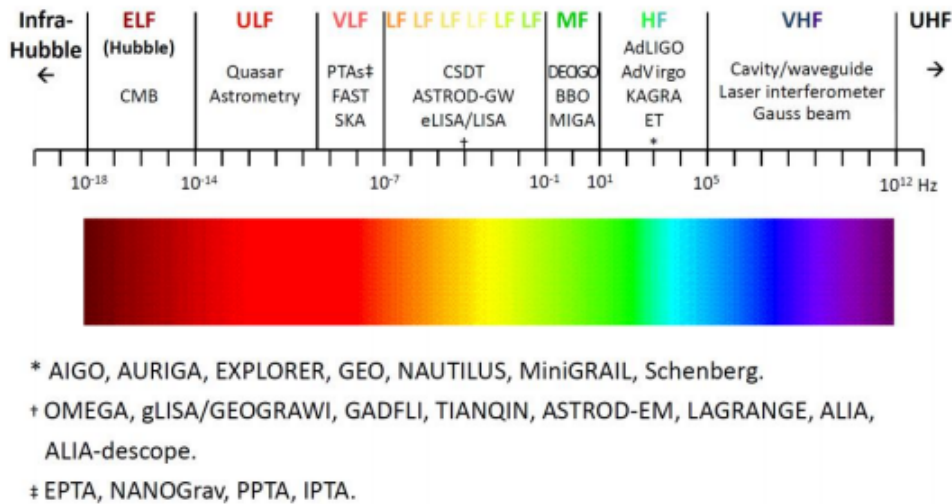 Infra- ELF ULF VLF LF LF LF LF LF LF MF HF VHF UHF
Hubble (Hubble)
← →
CMB
Quasar
Astrometry
PTAs‡
FAST
SKA
CSDT
ASTROD-GW
eLISA/LISA
†
DECIGO
BBO
MIGA
AdLIGO
AdVirgo
KAGRA
ET
*
Cavity/waveguide
Laser interferometer
Gauss beam
10⁻¹⁸ 10⁻¹⁴ 10⁻⁷ 10⁻¹ 10¹ 10⁵ 10¹² Hz
* AIGO, AURIGA, EXPLORER, GEO, NAUTILUS, MiniGRAIL, Schenberg.
† OMEGA, gLISA/GEOGRAWI, GADFLI, TIANQIN, ASTROD-EM, LAGRANGE, ALIA,
ALIA-descope.
‡ EPTA, NANOGrav, PPTA, IPTA.